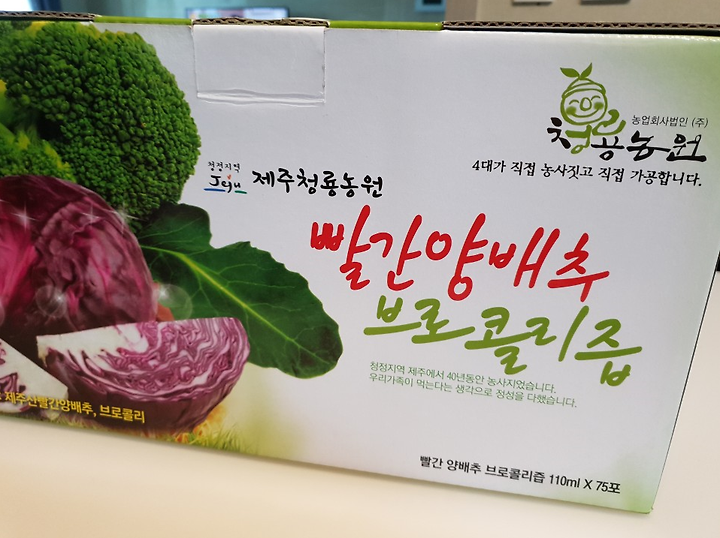 농업회사법인 (주)
청룡농원
4대가 직접 농사짓고 직접 가공합니다.
청정지역
Jeju
제주청룡농원
빨간양배추
브로콜리즙
청정지역 제주에서 40년동안 농사지었습니다.
우리가족이 먹는다는 생각으로 정성을 다했습니다.
제주산빨간양배추, 브로콜리
빨간 양배추 브로콜리즙 110ml X 75포